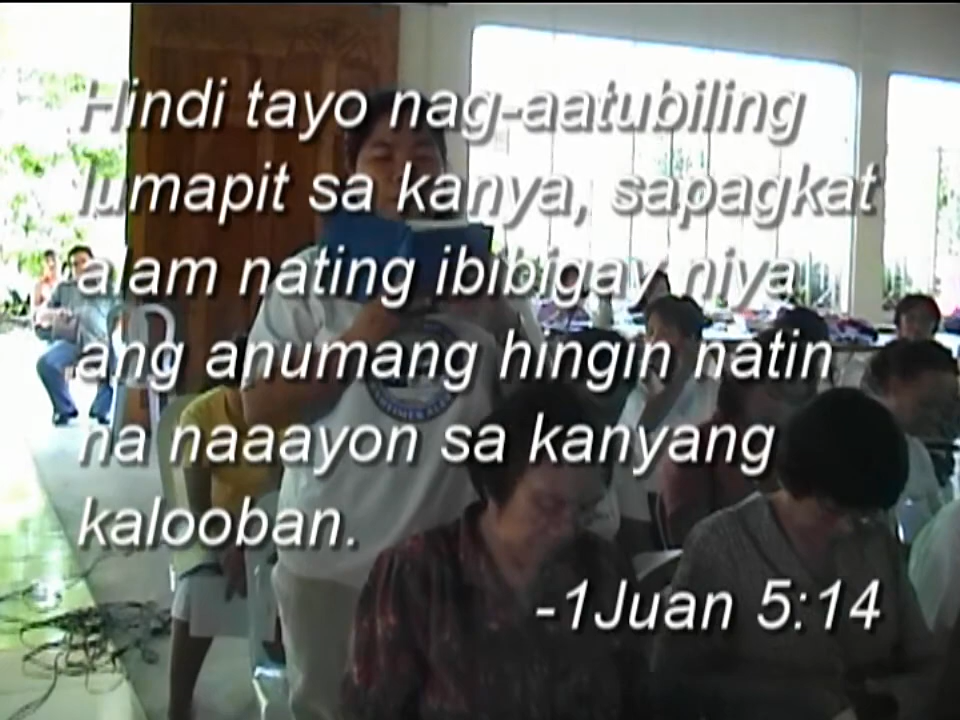 Hindi tayo nag-aatubiling
lumapit sa kanya, sapagkat
alam nating ibibigay niya
ang anumang hingin natin
na naaayon sa kanyang
kalooban.
-1Juan 5:14